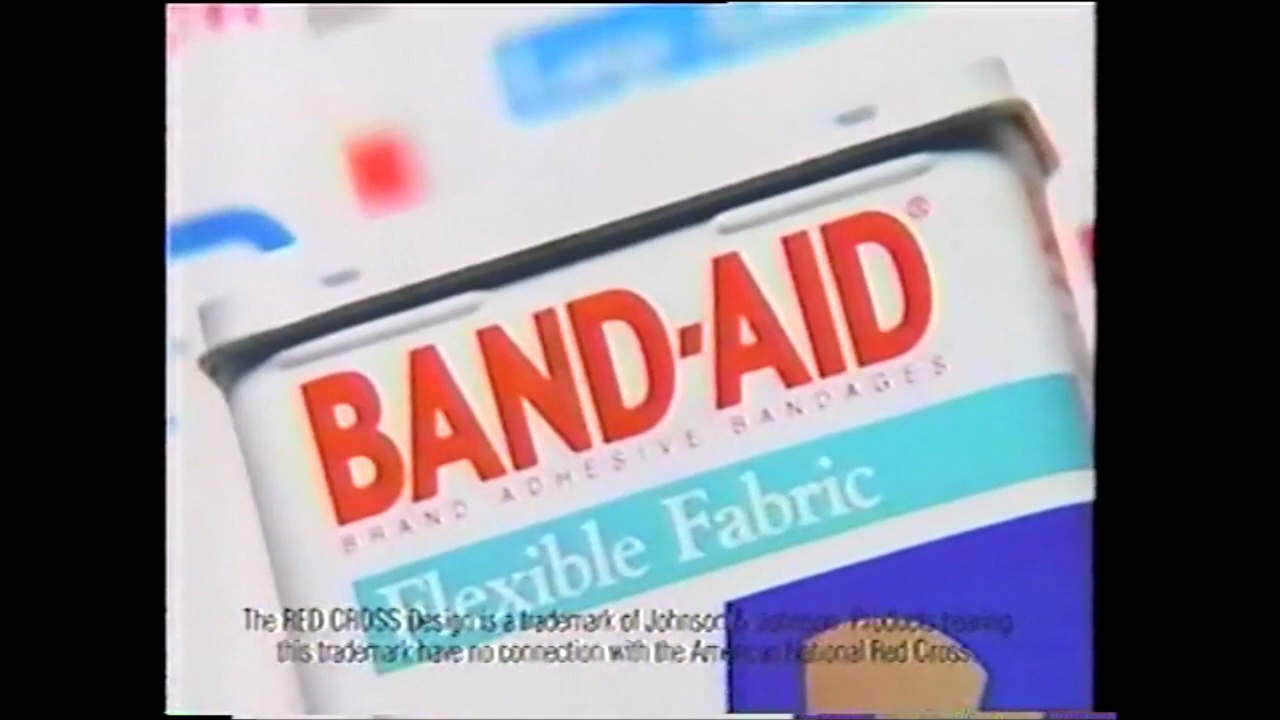 BAND-AID®
BRAND ADHESIVE BANDAGES
Flexible Fabric
The RED CROSS Design is a trademark of Johnson & Johnson. Products bearing
this trademark have no connection with the American National Red Cross.